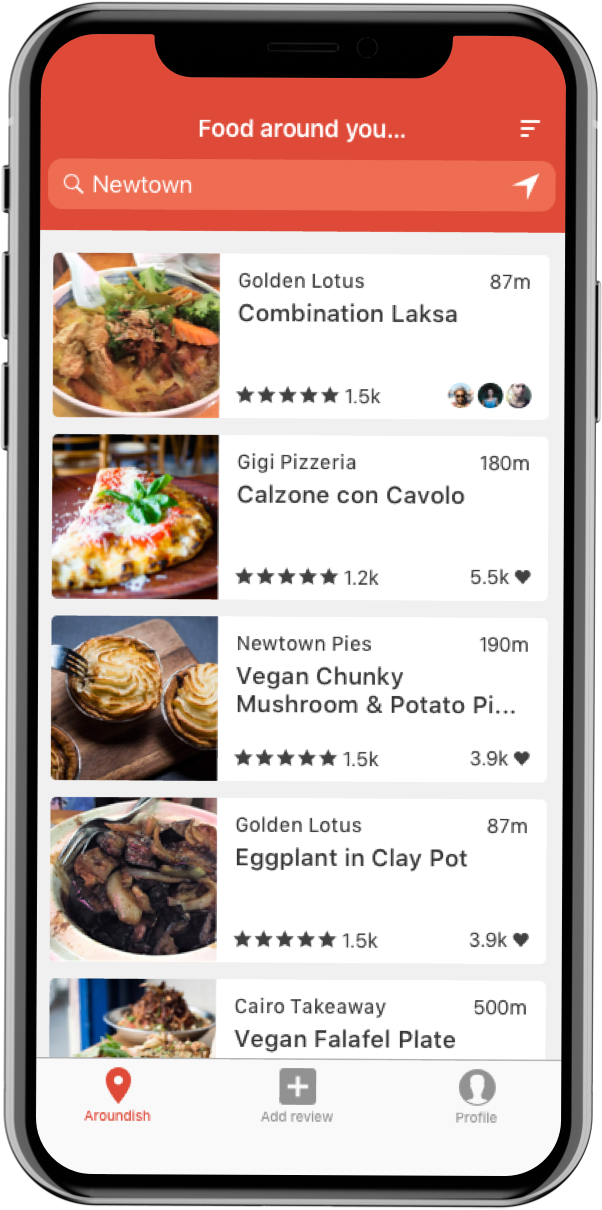 Food around you...
Newtown
Golden Lotus 87m
Combination Laksa
1.5k
Gigi Pizzeria 180m
Calzone con Cavolo
1.2k 5.5k
Newtown Pies 190m
Vegan Chunky
Mushroom & Potato Pi...
1.5k 3.9k
Golden Lotus 87m
Eggplant in Clay Pot
1.5k 3.9k
Cairo Takeaway 500m
Vegan Falafel Plate
Aroundish Add review Profile